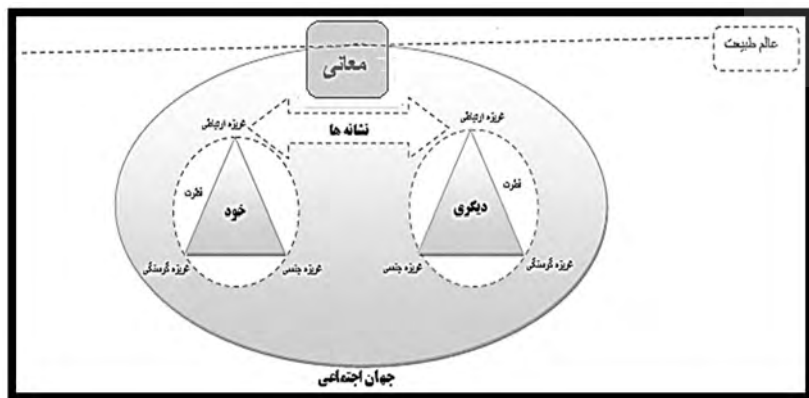 عالم طبیعت
معانی
نشانه ها
غریزه ارتباطی
فطرت
دیگری
غریزه گرسنگی
غریزه جنسی
غریزه ارتباطی
فطرت
خود
غریزه جنسی
غریزه گرسنگی
جهان اجتماعی